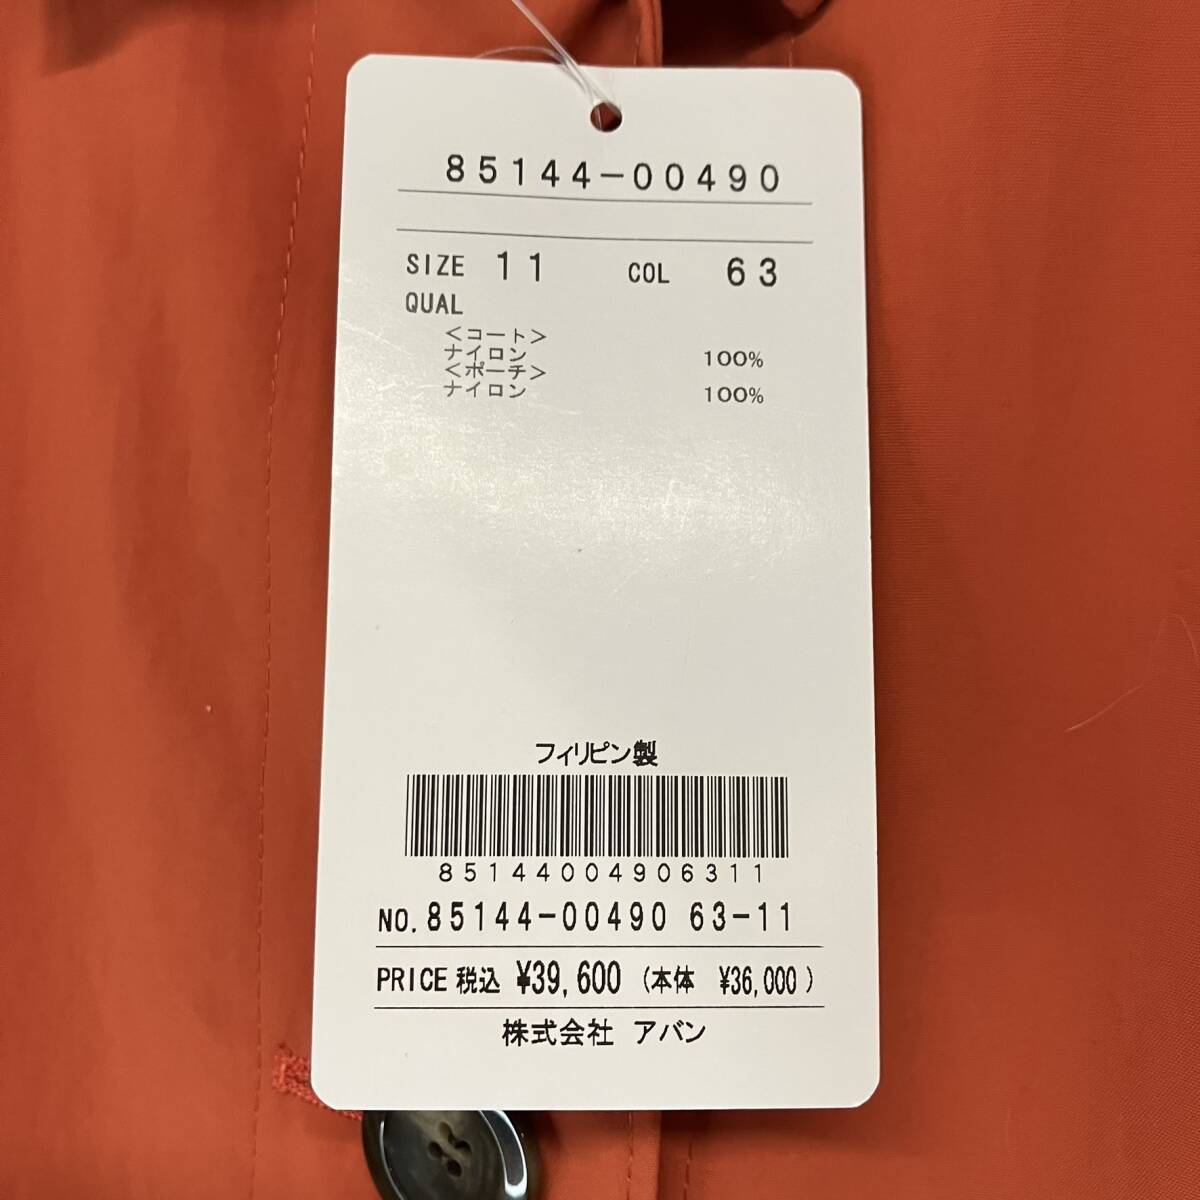 85144-00490
SIZE 11 COL 63
QUAL
<コート>
ナイロン 100%
<ポーチ>
ナイロン 100%
フィリピン製
85144004906311
NO. 85144-00490 63-11
PRICE 税込 ¥39,600 (本体 ¥36,000)
株式会社 アバン